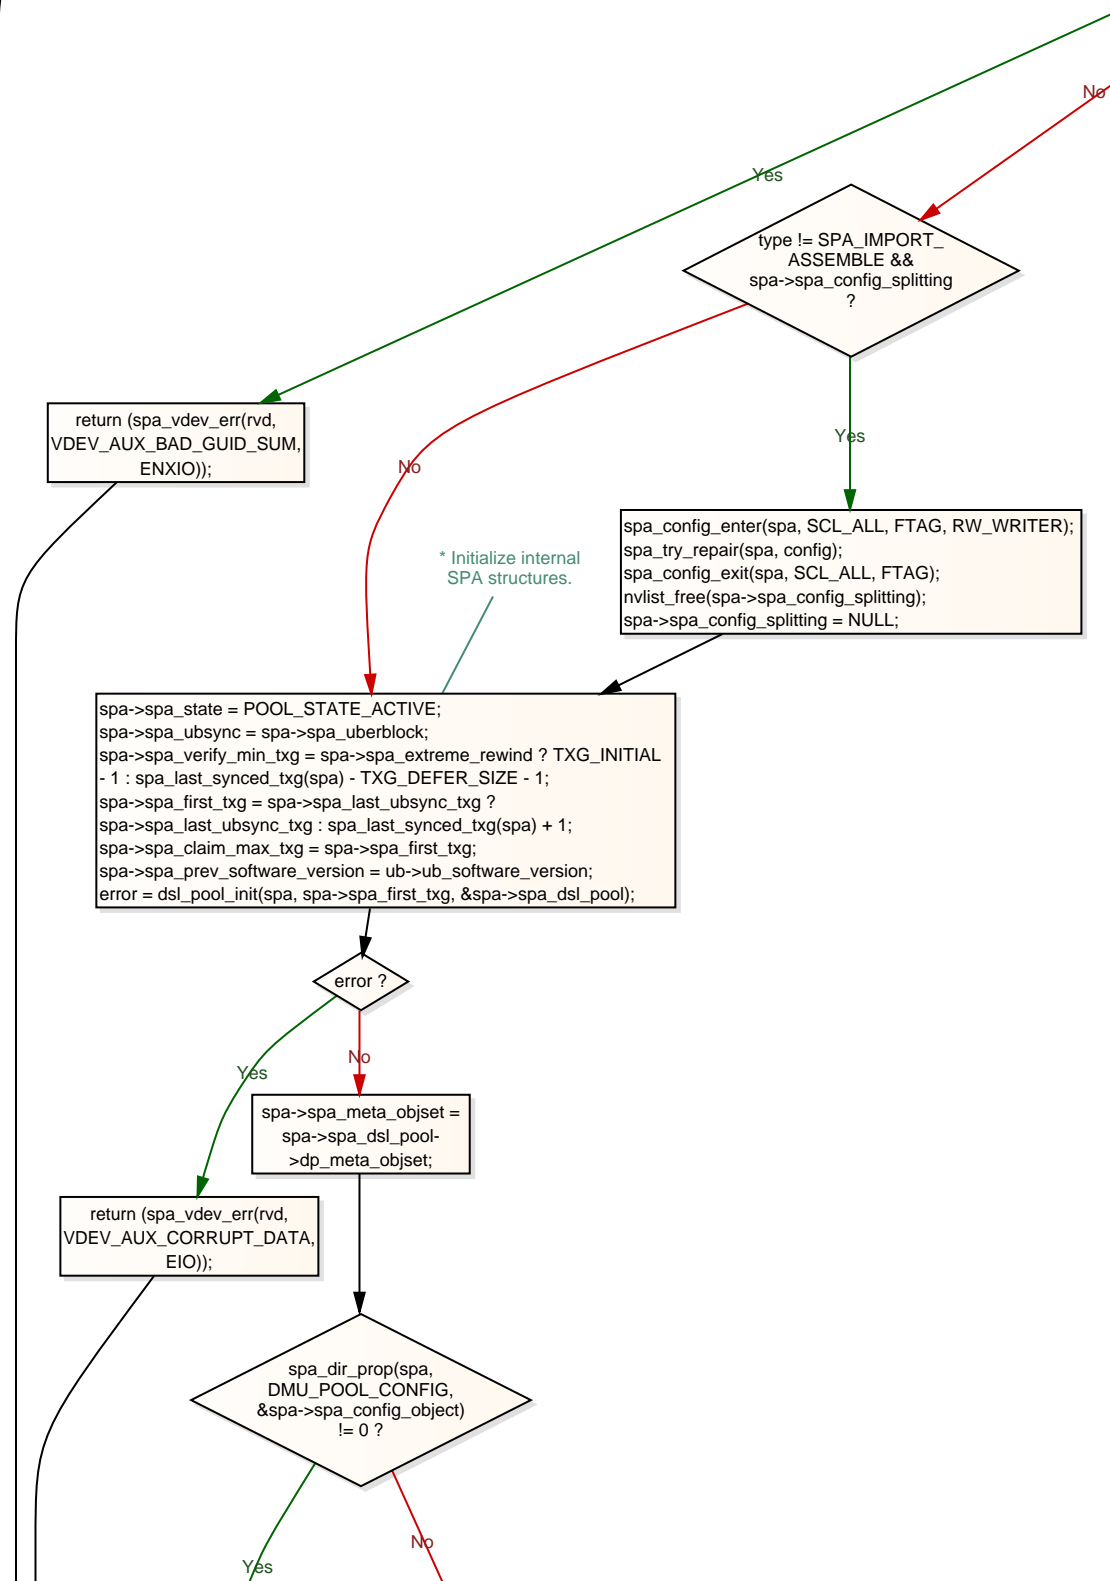 No
Yes
type != SPA_IMPORT_
ASSEMBLE &&
spa->spa_config_splitting
?
return (spa_vdev_err(rvd,
VDEV_AUX_BAD_GUID_SUM,
ENXIO));
Yes
No
spa_config_enter(spa, SCL_ALL, FTAG, RW_WRITER);
spa_try_repair(spa, config);
spa_config_exit(spa, SCL_ALL, FTAG);
nvlist_free(spa->spa_config_splitting);
spa->spa_config_splitting = NULL;
* Initialize internal
SPA structures.
spa->spa_state = POOL_STATE_ACTIVE;
spa->spa_ubsync = spa->spa_uberblock;
spa->spa_verify_min_txg = spa->spa_extreme_rewind ? TXG_INITIAL
- 1 : spa_last_synced_txg(spa) - TXG_DEFER_SIZE - 1;
spa->spa_first_txg = spa->spa_last_ubsync_txg ?
spa->spa_last_ubsync_txg : spa_last_synced_txg(spa) + 1;
spa->spa_claim_max_txg = spa->spa_first_txg;
spa->spa_prev_software_version = ub->ub_software_version;
error = dsl_pool_init(spa, spa->spa_first_txg, &spa->spa_dsl_pool);
error ?
No
Yes
spa->spa_meta_objset =
spa->spa_dsl_pool-
>dp_meta_objset;
return (spa_vdev_err(rvd,
VDEV_AUX_CORRUPT_DATA,
EIO));
spa_dir_prop(spa,
DMU_POOL_CONFIG,
&spa->spa_config_object)
!= 0 ?
No
Yes